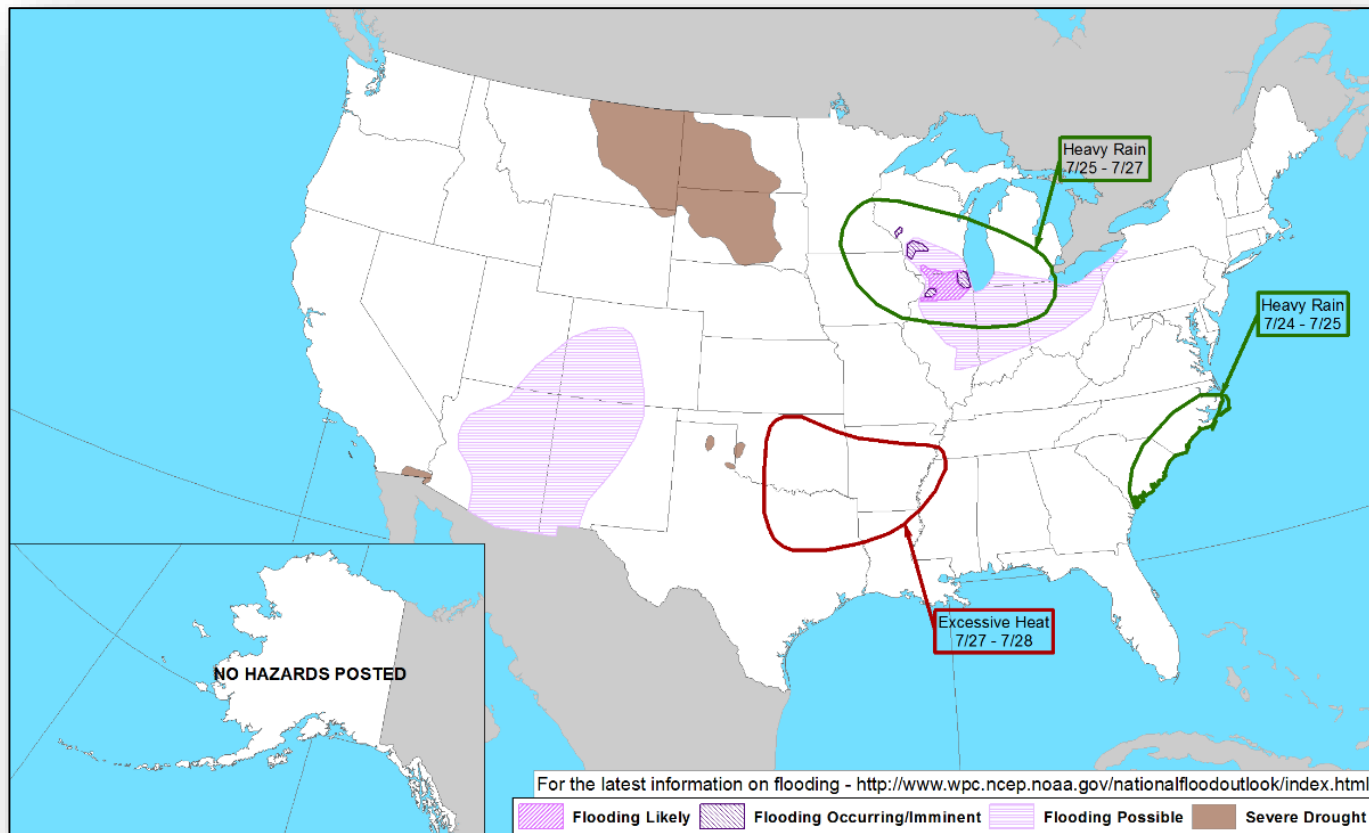 Heavy Rain
7/25 - 7/27
Heavy Rain
7/24 - 7/25
Excessive Heat
7/27 - 7/28
NO HAZARDS POSTED
For the latest information on flooding - http://www.wpc.ncep.noaa.gov/nationalfloodoutlook/index.html
Flooding Likely Flooding Occurring/Imminent Flooding Possible Severe Drought